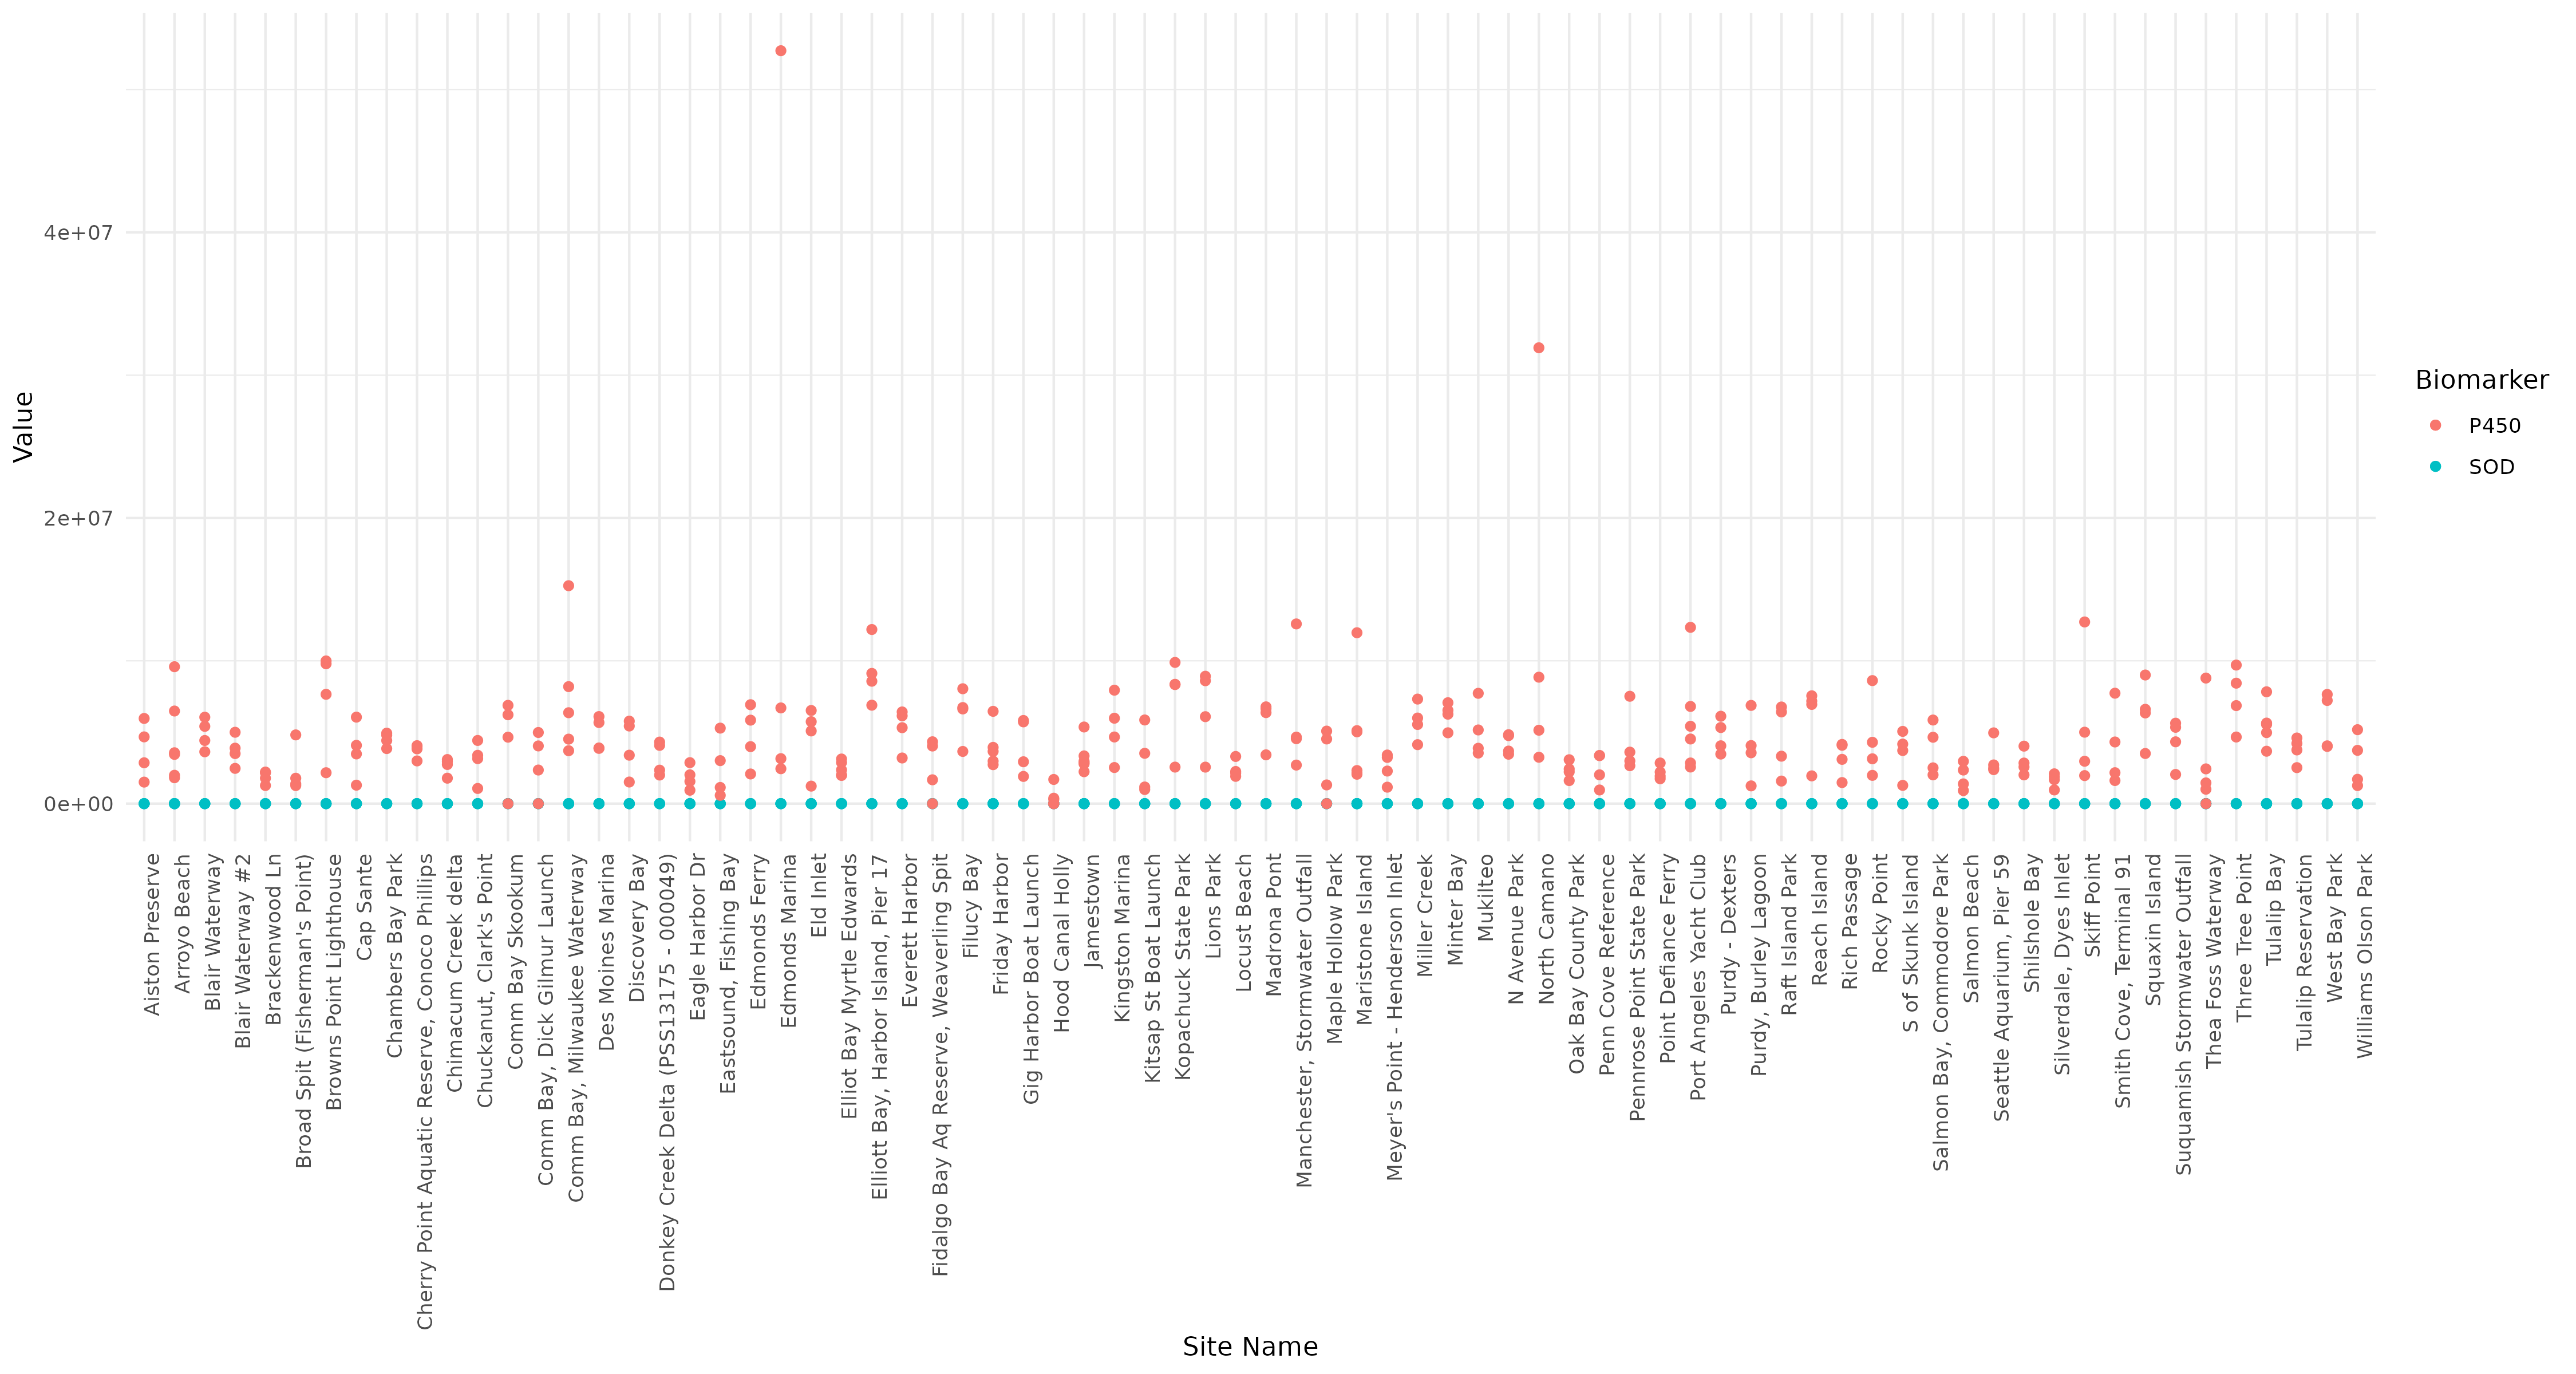 4e+07
2e+07
0e+00
Value
Biomarker
P450
SOD
Aiston Preserve
Arroyo Beach
Blair Waterway
Blair Waterway #2
Brackenwood Ln
Broad Spit (Fisherman's Point)
Browns Point Lighthouse
Cap Sante
Chambers Bay Park
Cherry Point Aquatic Reserve, Conoco Phillips
Chimacum Creek delta
Chuckanut, Clark's Point
Comm Bay Skookum
Comm Bay, Dick Gilmur Launch
Comm Bay, Milwaukee Waterway
Des Moines Marina
Discovery Bay
Donkey Creek Delta (PSS13175 - 000049)
Eagle Harbor Dr
Eastsound, Fishing Bay
Edmonds Ferry
Edmonds Marina
Eld Inlet
Elliot Bay Myrtle Edwards
Elliott Bay, Harbor Island, Pier 17
Everett Harbor
Fidalgo Bay Aq Reserve, Weaverling Spit
Filucy Bay
Friday Harbor
Gig Harbor Boat Launch
Hood Canal Holly
Jamestown
Kingston Marina
Kitsap St Boat Launch
Kopachuck State Park
Lions Park
Locust Beach
Madrona Pont
Manchester, Stormwater Outfall
Maple Hollow Park
Maristone Island
Meyer's Point - Henderson Inlet
Miller Creek
Minter Bay
Mukilteo
N Avenue Park
North Camano
Oak Bay County Park
Penn Cove Reference
Pennrose Point State Park
Point Defiance Ferry
Port Angeles Yacht Club
Purdy - Dexters
Purdy, Burley Lagoon
Raft Island Park
Reach Island
Rich Passage
Rocky Point
S of Skunk Island
Salmon Bay, Commodore Park
Salmon Beach
Seattle Aquarium, Pier 59
Shilshole Bay
Silverdale, Dyes Inlet
Skiff Point
Smith Cove, Terminal 91
Squaxin Island
Suquamish Stormwater Outfall
Thea Foss Waterway
Three Tree Point
Tulalip Bay
Tulalip Reservation
West Bay Park
Williams Olson Park
Site Name